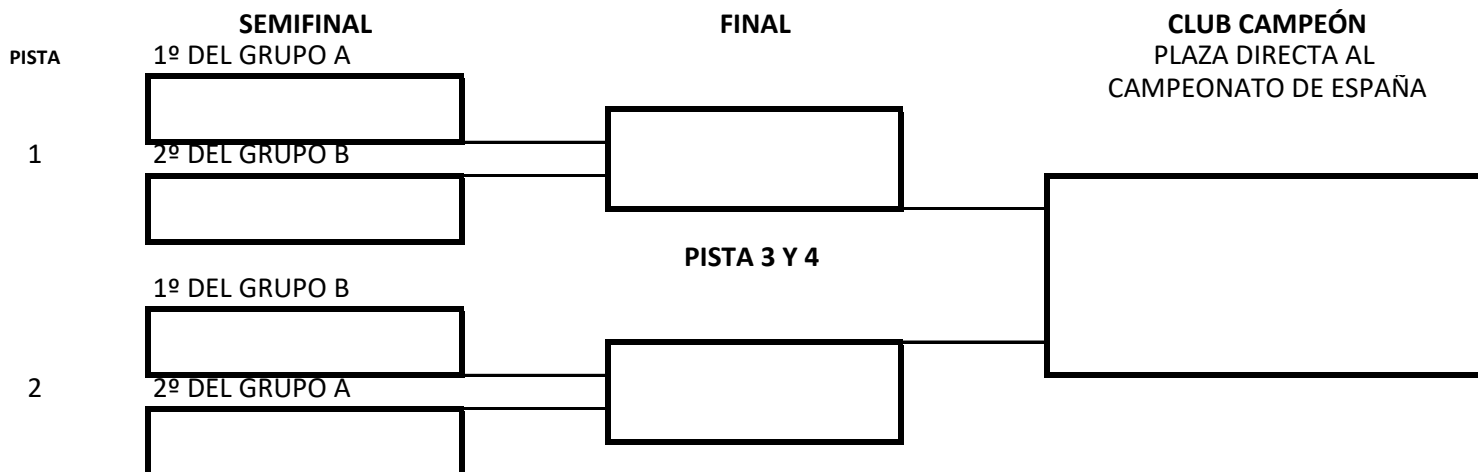 SEMIFINAL FINAL CLUB CAMPEÓN
PISTA 1º DEL GRUPO A PLAZA DIRECTA AL
CAMPEONATO DE ESPAÑA
1 2º DEL GRUPO B
PISTA 3 Y 4
1º DEL GRUPO B
2 2º DEL GRUPO A